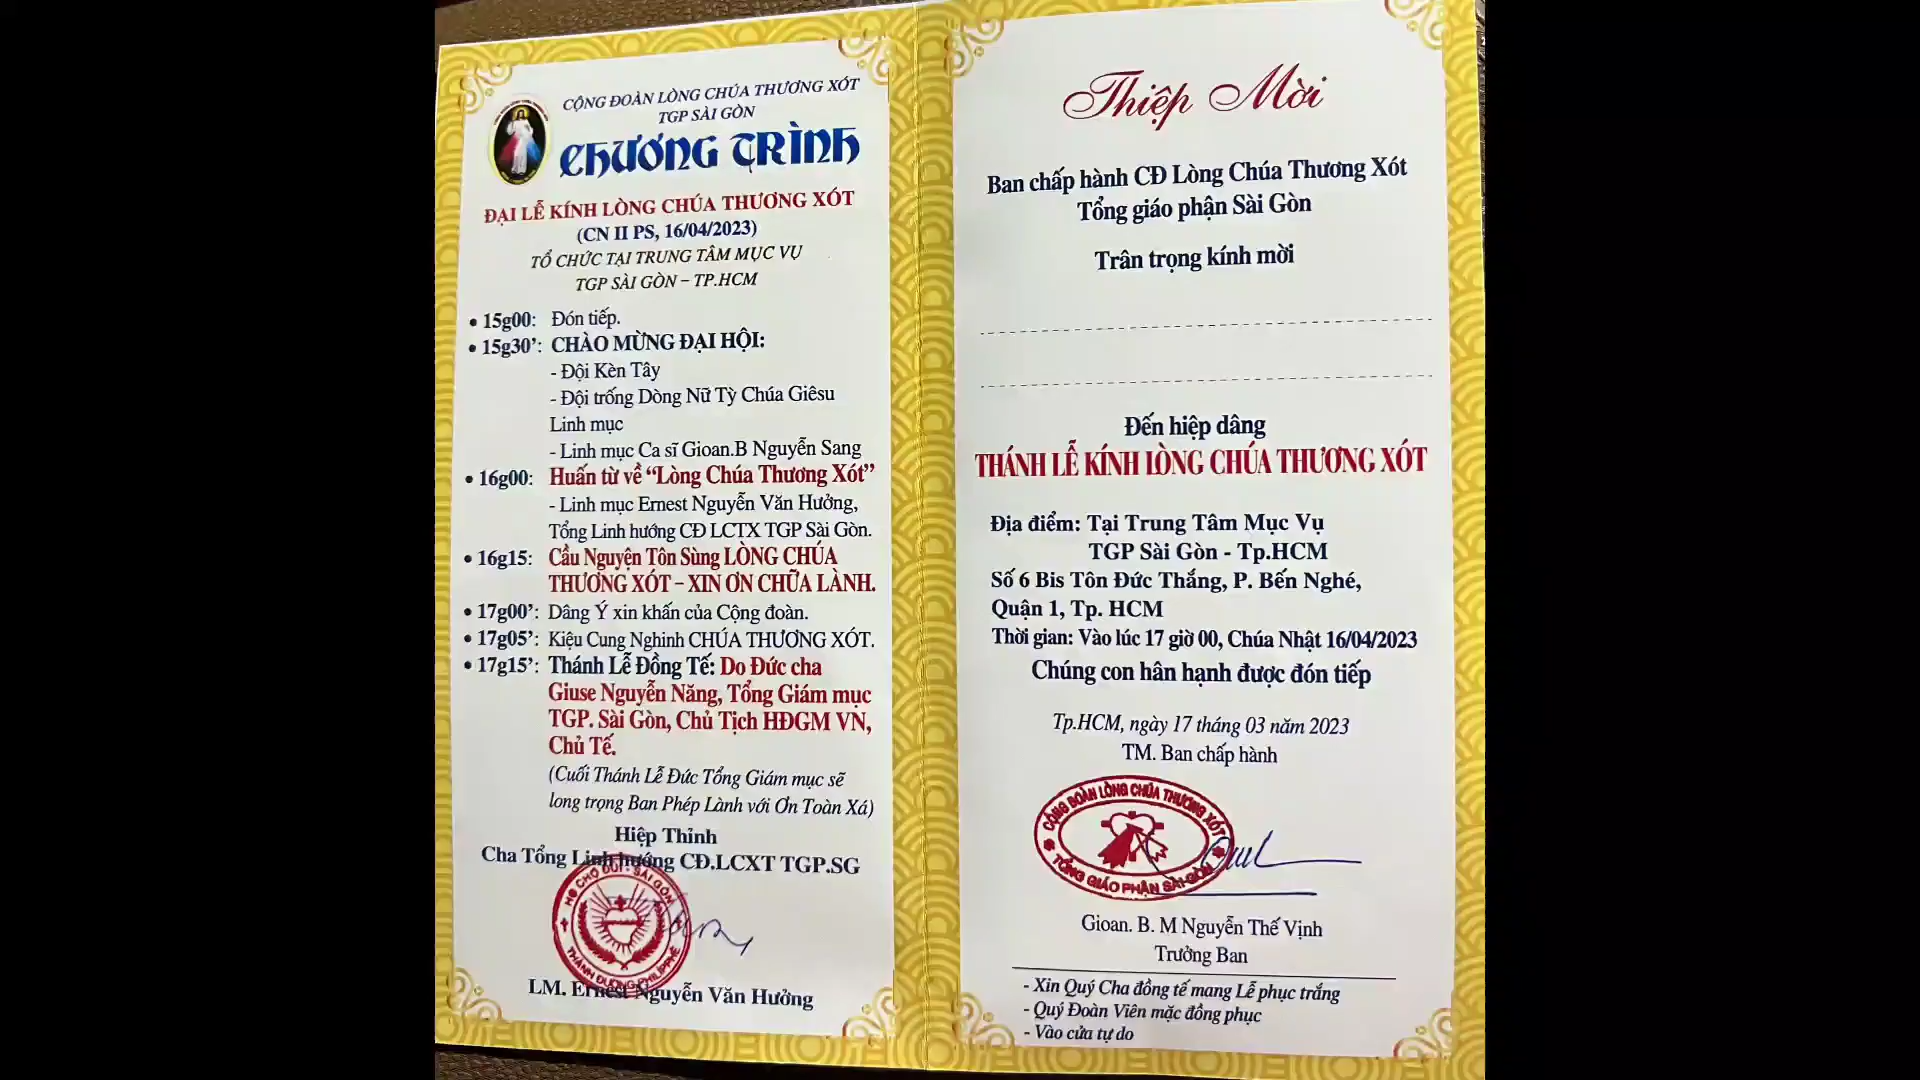 CỘNG ĐOÀN LÒNG CHÚA THƯƠNG XÓT
TGP SÀI GÒN
CHƯƠNG TRÌNH
ĐẠI LỄ KÍNH LÒNG CHÚA THƯƠNG XÓT
(CN II PS, 16/04/2023)
TỔ CHỨC TẠI TRUNG TÂM MỤC VỤ
TGP SÀI GÒN – TP.HCM
• 15g00: Đón tiếp.
• 15g30’: CHÀO MỪNG ĐẠI HỘI:
- Đội Kèn Tây
- Đội trống Dòng Nữ Tỳ Chúa Giêsu
Linh mục
- Linh mục Ca sĩ Gioan.B Nguyễn Sang
• 16g00: Huấn từ về “Lòng Chúa Thương Xót”
- Linh mục Ernest Nguyễn Văn Hưởng,
Tổng Linh hướng CĐ LCTX TGP Sài Gòn.
• 16g15: Cầu Nguyện Tôn Sùng LÒNG CHÚA
THƯƠNG XÓT – XIN ƠN CHỮA LÀNH.
• 17g00’: Dâng Ý xin khấn của Cộng đoàn.
• 17g05’: Kiệu Cung Nghinh CHÚA THƯƠNG XÓT.
• 17g15’: Thánh Lễ Đồng Tế: Do Đức cha
Giuse Nguyễn Năng, Tổng Giám mục
TGP. Sài Gòn, Chủ Tịch HĐGM VN,
Chủ Tế.
(Cuối Thánh Lễ Đức Tổng Giám mục sẽ
long trọng Ban Phép Lành với Ơn Toàn Xá)
Hiệp Thỉnh
Cha Tổng Linh hướng CĐ.LCXT TGP.SG
HỌ CHỢ ĐŨI - SÀI GÒN
THÁNH ĐƯỜNG PHILIPPHÊ
LM. Ernest Nguyễn Văn Hưởng
Thiệp Mời
Ban chấp hành CĐ Lòng Chúa Thương Xót
Tổng giáo phận Sài Gòn
Trân trọng kính mời
Đến hiệp dâng
THÁNH LỄ KÍNH LÒNG CHÚA THƯƠNG XÓT
Địa điểm: Tại Trung Tâm Mục Vụ
TGP Sài Gòn - Tp.HCM
Số 6 Bis Tôn Đức Thắng, P. Bến Nghé,
Quận 1, Tp. HCM
Thời gian: Vào lúc 17 giờ 00, Chúa Nhật 16/04/2023
Chúng con hân hạnh được đón tiếp
Tp.HCM, ngày 17 tháng 03 năm 2023
TM. Ban chấp hành
CỘNG ĐOÀN LÒNG CHÚA THƯƠNG XÓT
TỔNG GIÁO PHẬN SÀI GÒN
Gioan. B. M Nguyễn Thế Vịnh
Trưởng Ban
- Xin Quý Cha đồng tế mang Lễ phục trắng
- Quý Đoàn Viên mặc đồng phục
- Vào cửa tự do